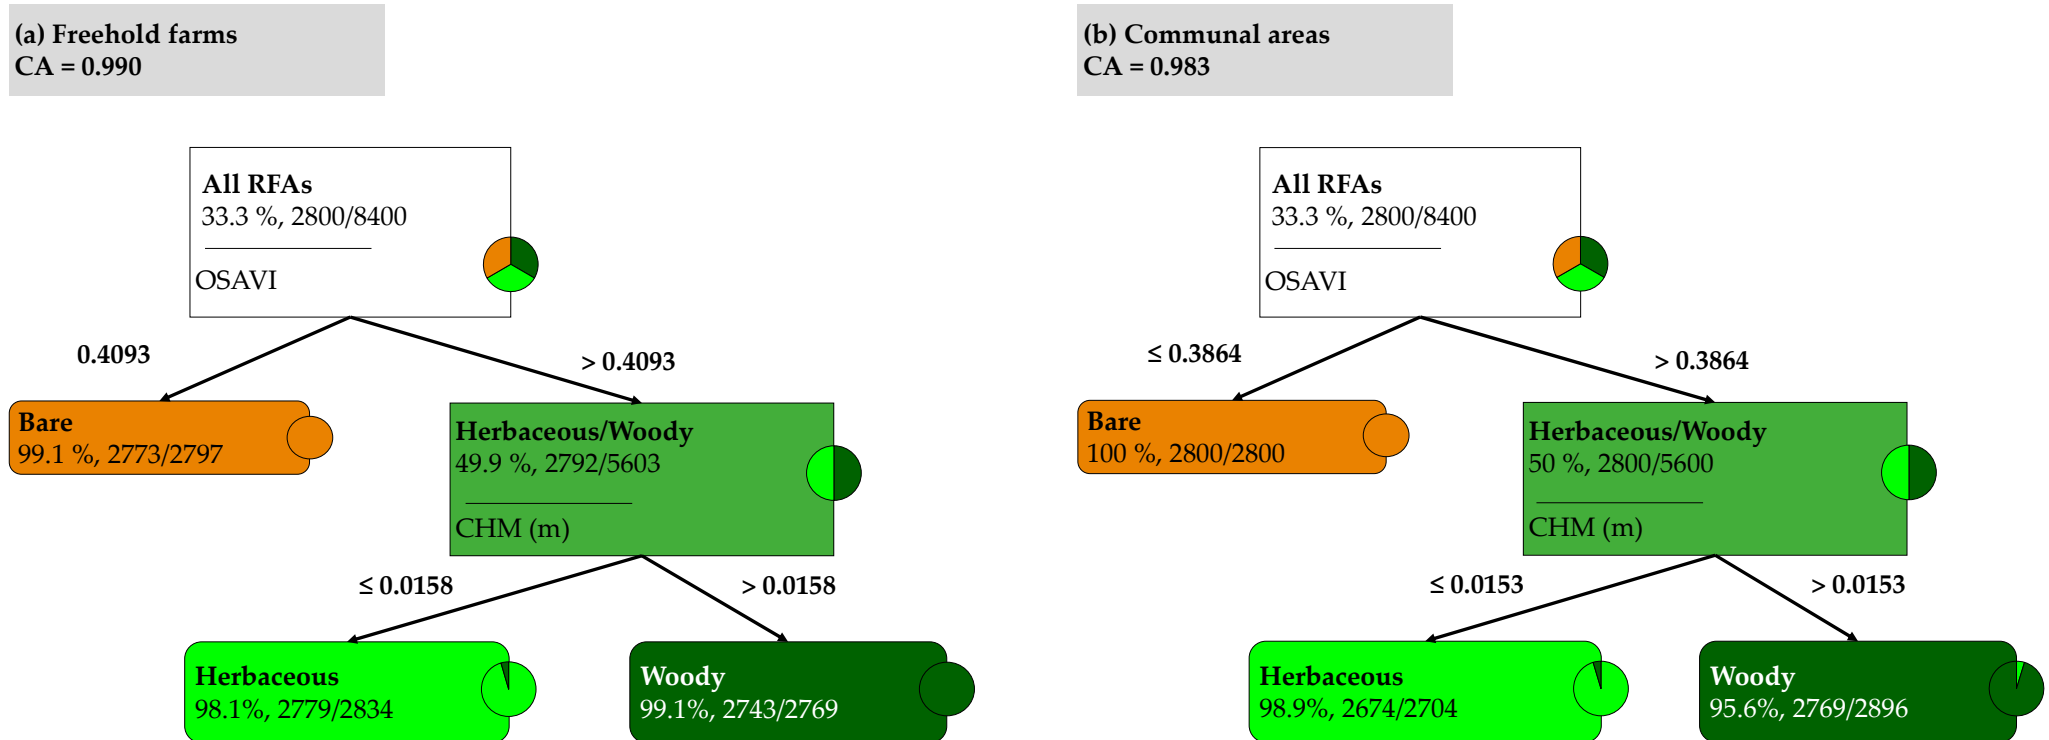 (a) Freehold farms
CA = 0.990
All RFAs
33.3 %, 2800/8400
OSAVI
0.4093
> 0.4093
Bare
99.1 %, 2773/2797
Herbaceous/Woody
49.9 %, 2792/5603
CHM (m)
≤ 0.0158
> 0.0158
Herbaceous
98.1%, 2779/2834
Woody
99.1%, 2743/2769
(b) Communal areas
CA = 0.983
All RFAs
33.3 %, 2800/8400
OSAVI
≤ 0.3864
> 0.3864
Bare
100 %, 2800/2800
Herbaceous/Woody
50 %, 2800/5600
CHM (m)
≤ 0.0153
> 0.0153
Herbaceous
98.9%, 2674/2704
Woody
95.6%, 2769/2896